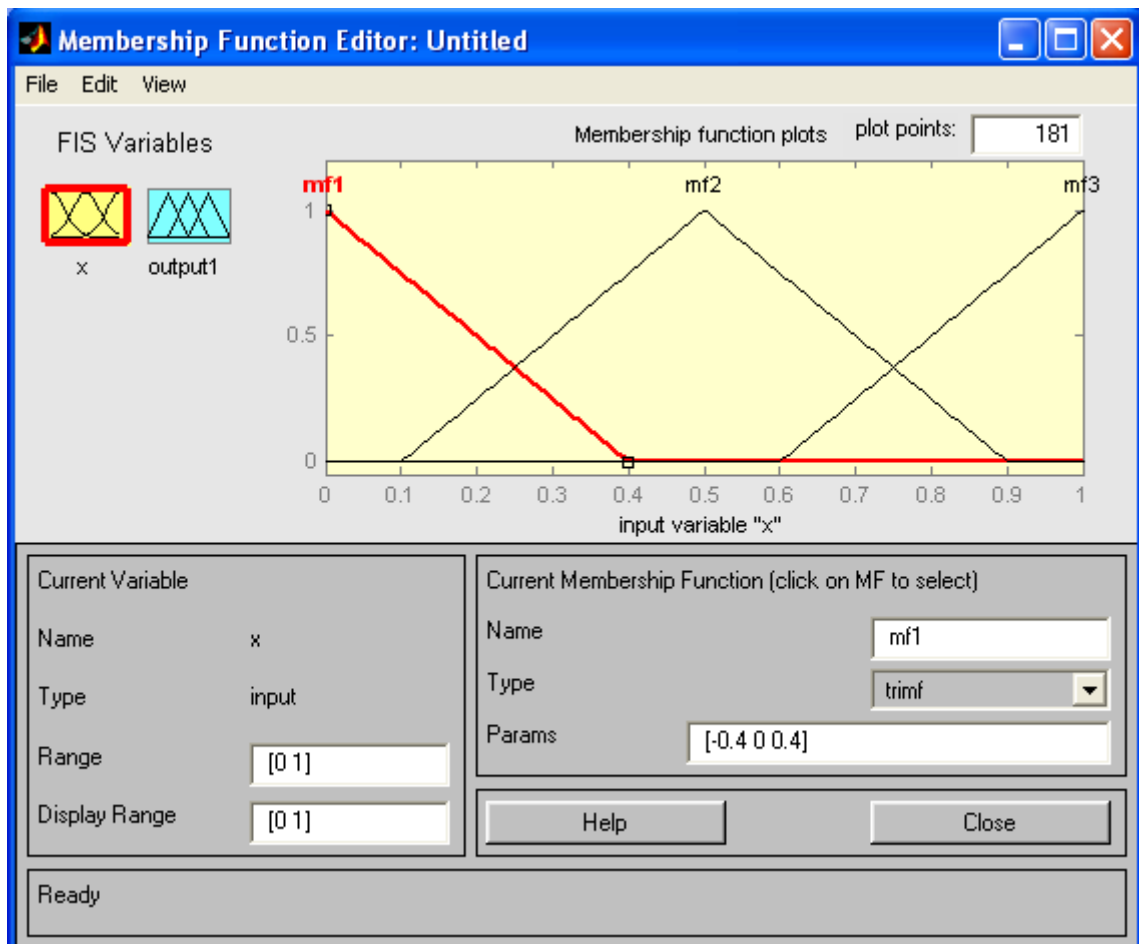 Membership Function Editor: Untitled
File Edit View
FIS Variables
x
output1
Membership function plots
plot points:
181
mf1
mf2
mf3
1
0.5
0
0 0.1 0.2 0.3 0.4 0.5 0.6 0.7 0.8 0.9 1
input variable "x"
Current Variable
Name x
Type input
Range [0 1]
Display Range [0 1]
Current Membership Function (click on MF to select)
Name mf1
Type trimf
Params [-0.4 0 0.4]
Help
Close
Ready